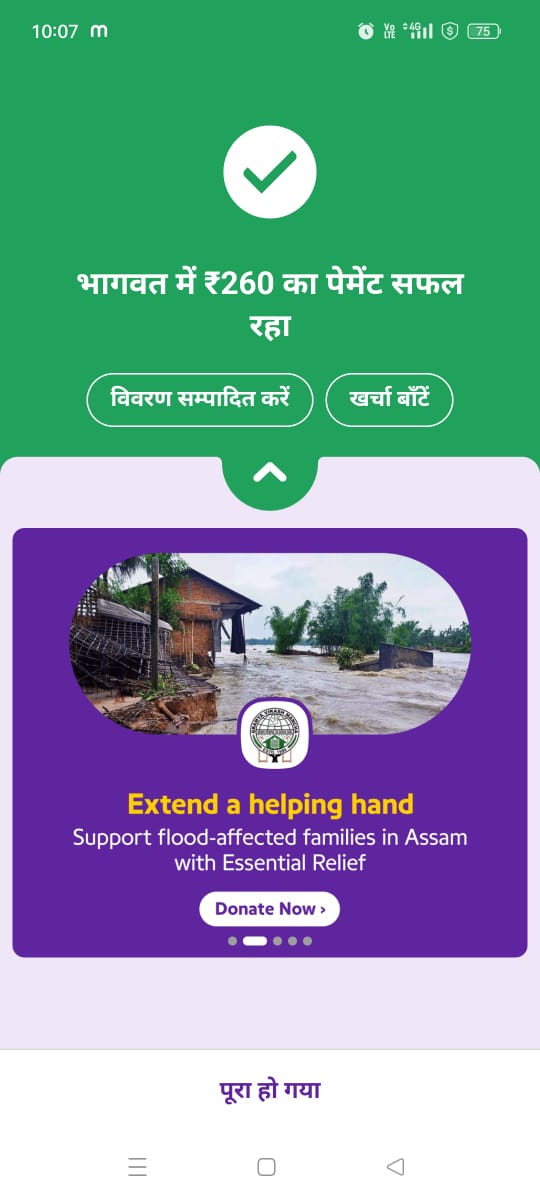 10:07 m
Vo LTE 4G $ 75
भागवत में ₹260 का पेमेंट सफल
रहा
विवरण सम्पादित करें
खर्चा बाँटें
Extend a helping hand
Support flood-affected families in Assam
with Essential Relief
Donate Now ›
पूरा हो गया